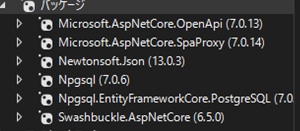 パッケージ
Microsoft.AspNetCore.OpenApi (7.0.13)
Microsoft.AspNetCore.SpaProxy (7.0.14)
Newtonsoft.Json (13.0.3)
Npgsql (7.0.6)
Npgsql.EntityFrameworkCore.PostgreSQL (7.0
Swashbuckle.AspNetCore (6.5.0)